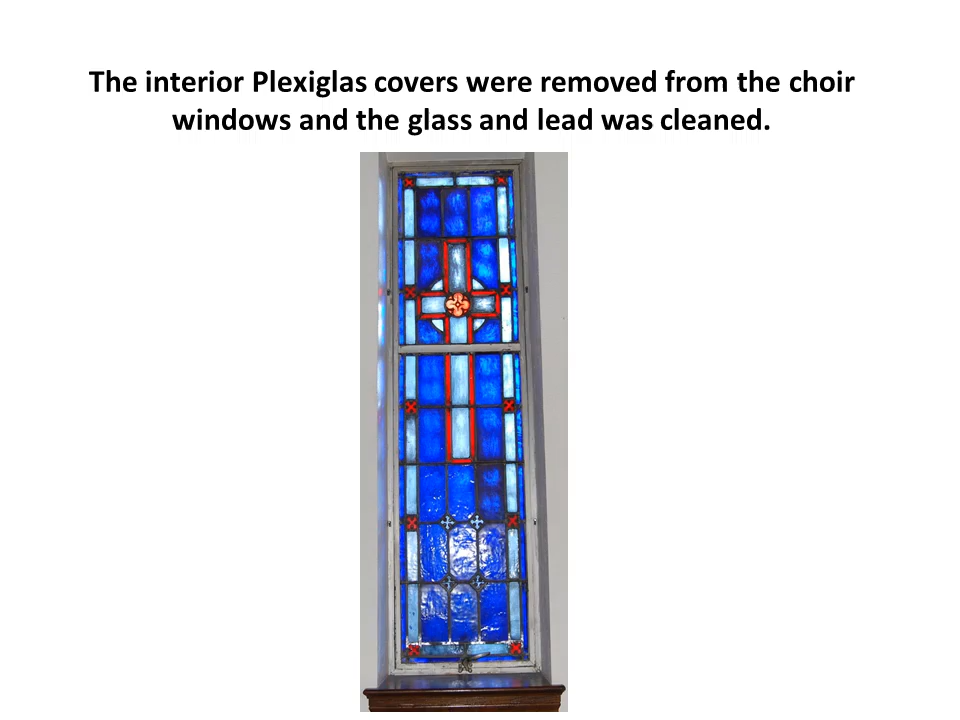 The interior Plexiglas covers were removed from the choir
windows and the glass and lead was cleaned.